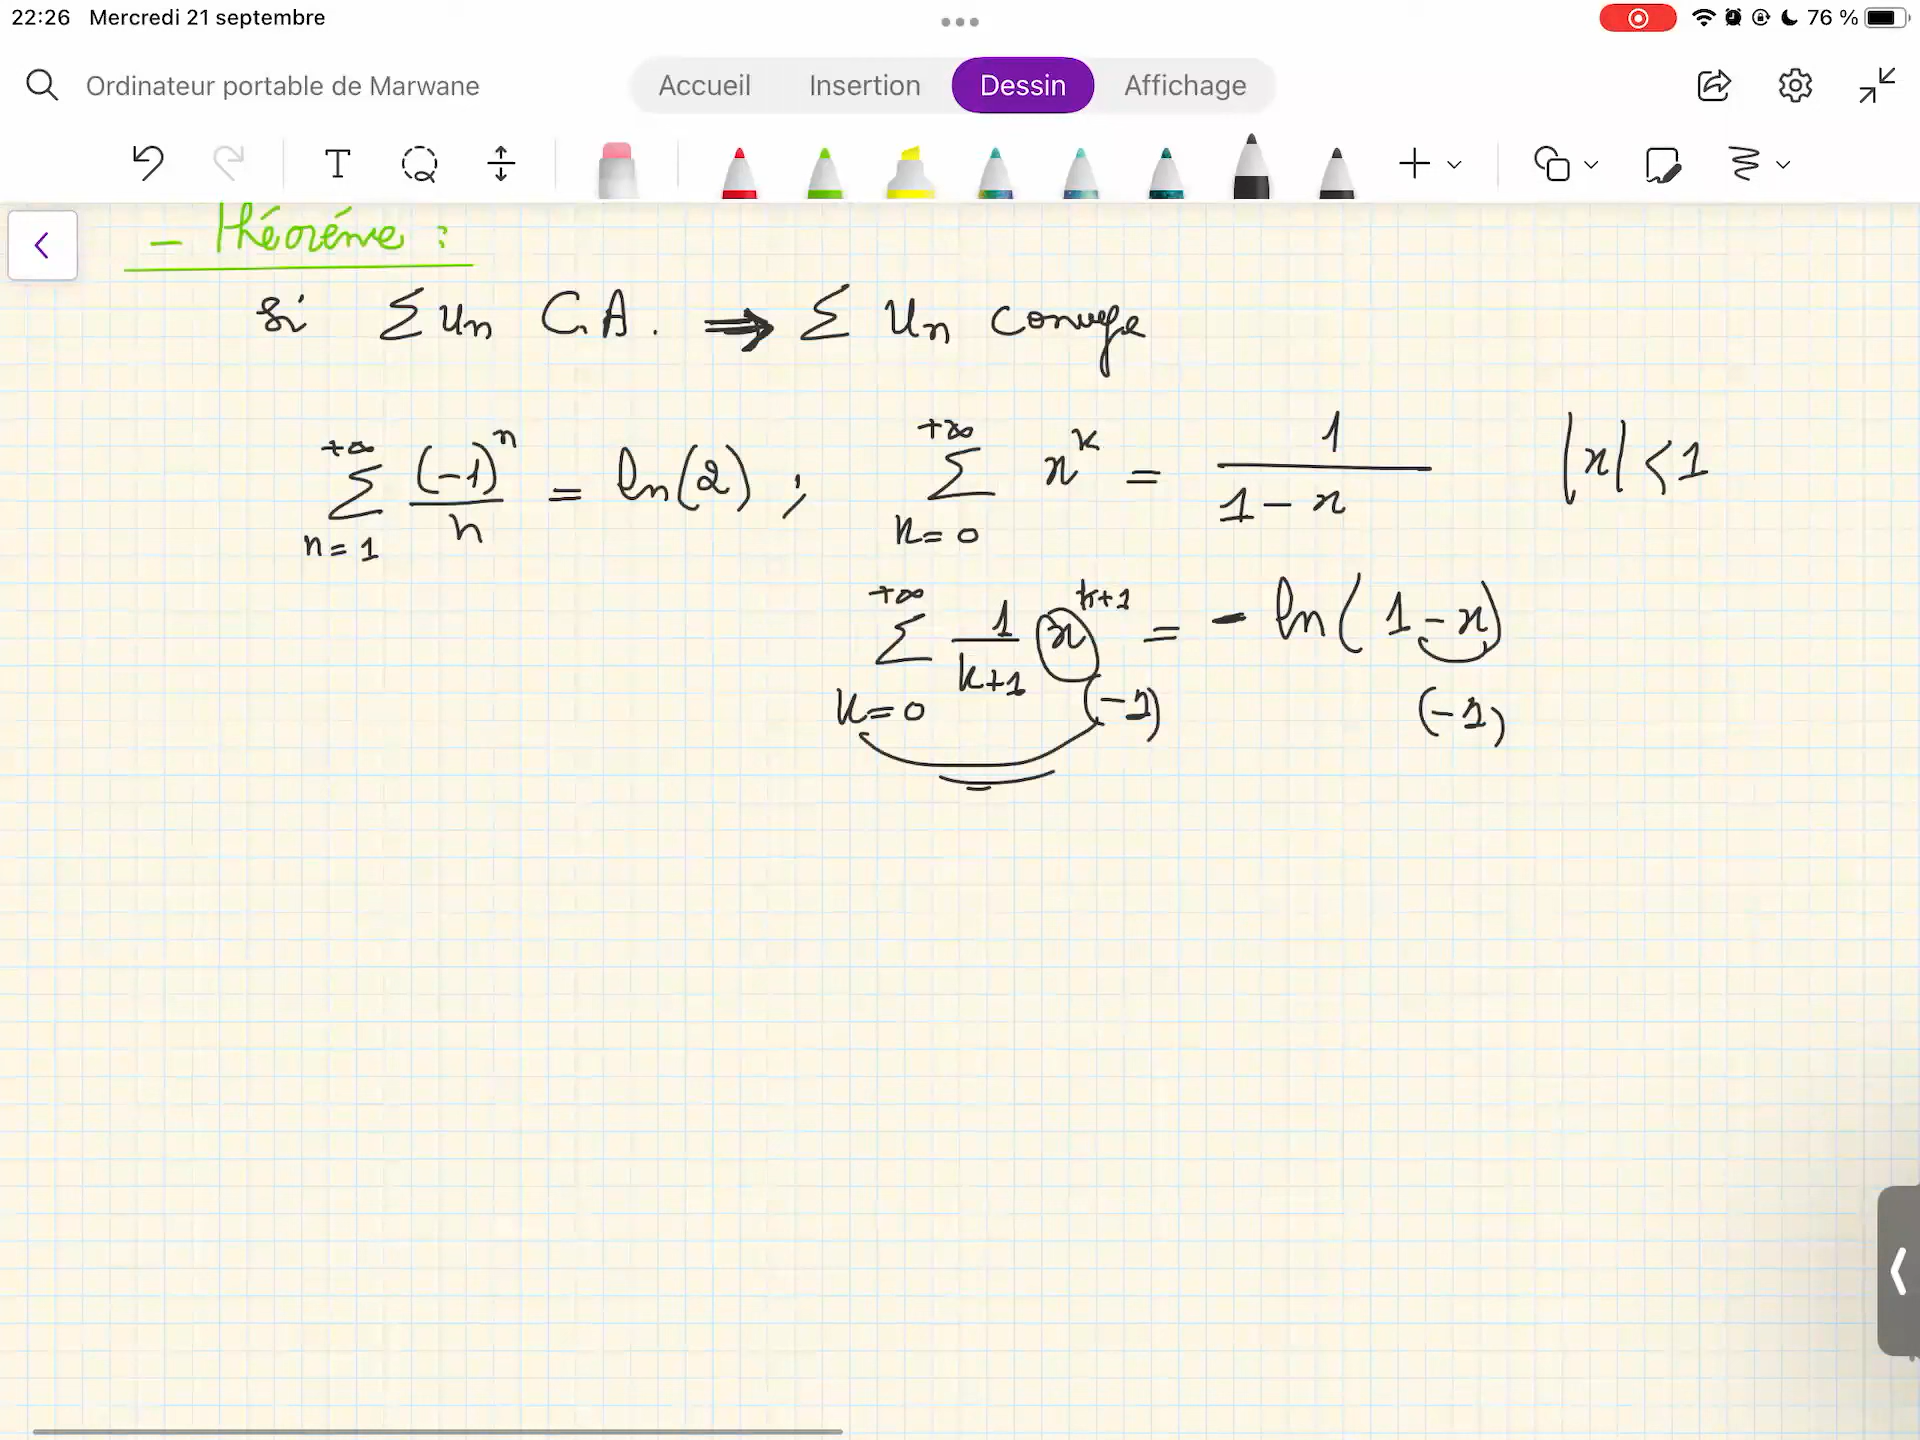 22:26 Mercredi 21 septembre 76 %
Ordinateur portable de Marwane Accueil Insertion Dessin Affichage
T
- Théoréme :
Si Σ Un C.A. ⇒ Σ Un converge
+∞ Σ n=1 (-1)^n / n = ln(2) ; +∞ Σ k=0 x^k = 1 / (1-x) |x| < 1
+∞ Σ k=0 1/(k+1) x^(k+1) = - ln(1-x)
(-1) (-1)